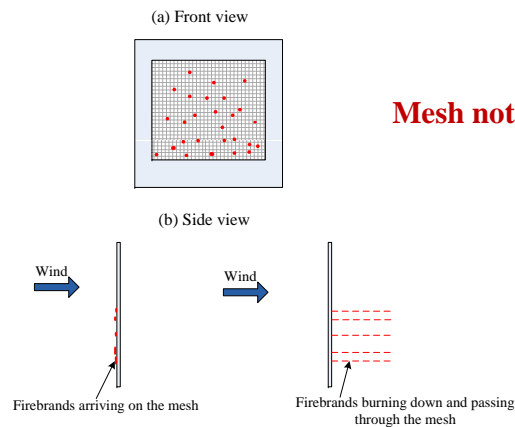 (a) Front view
Mesh not
(b) Side view
Wind
Wind
Firebrands arriving on the mesh
Firebrands burning down and passing
through the mesh